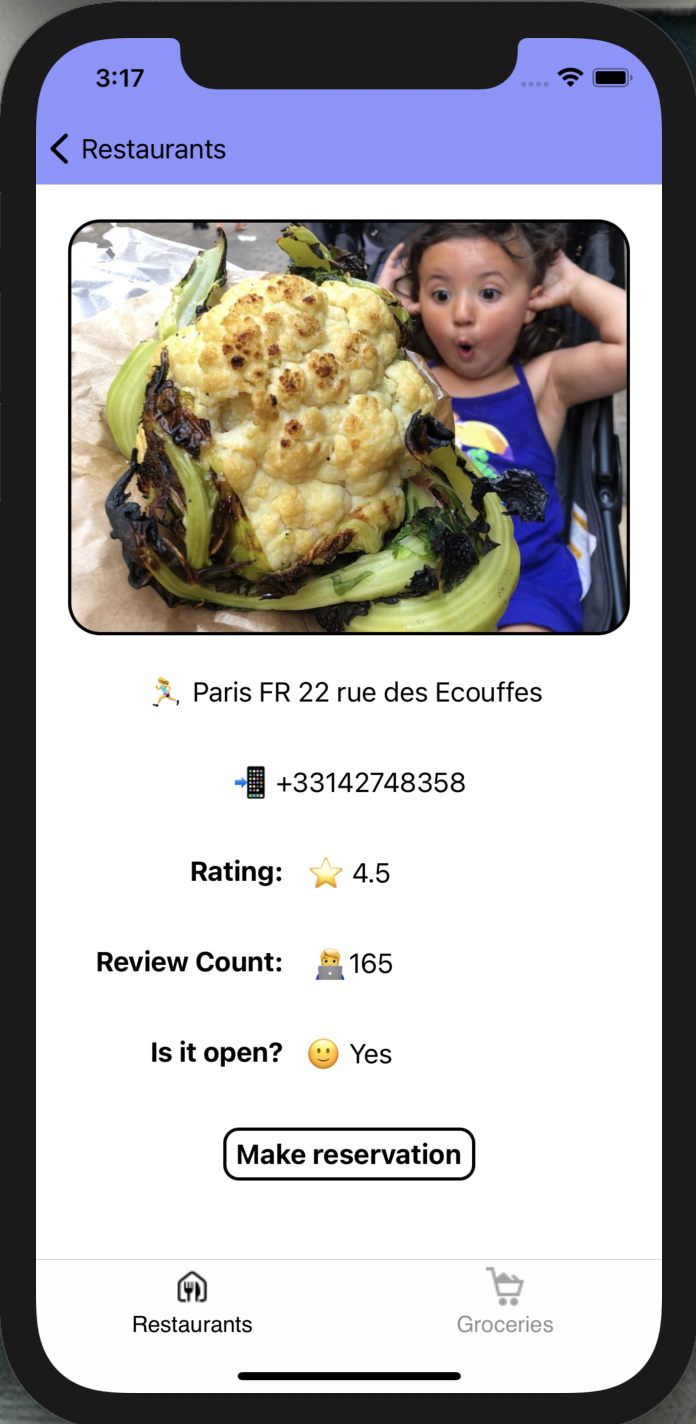 3:17
Restaurants
🏃‍♀️ Paris FR 22 rue des Ecouffes
📲 +33142748358
Rating: ⭐ 4.5
Review Count: 🧑‍💻165
Is it open? 🙂 Yes
Make reservation
Restaurants
Groceries